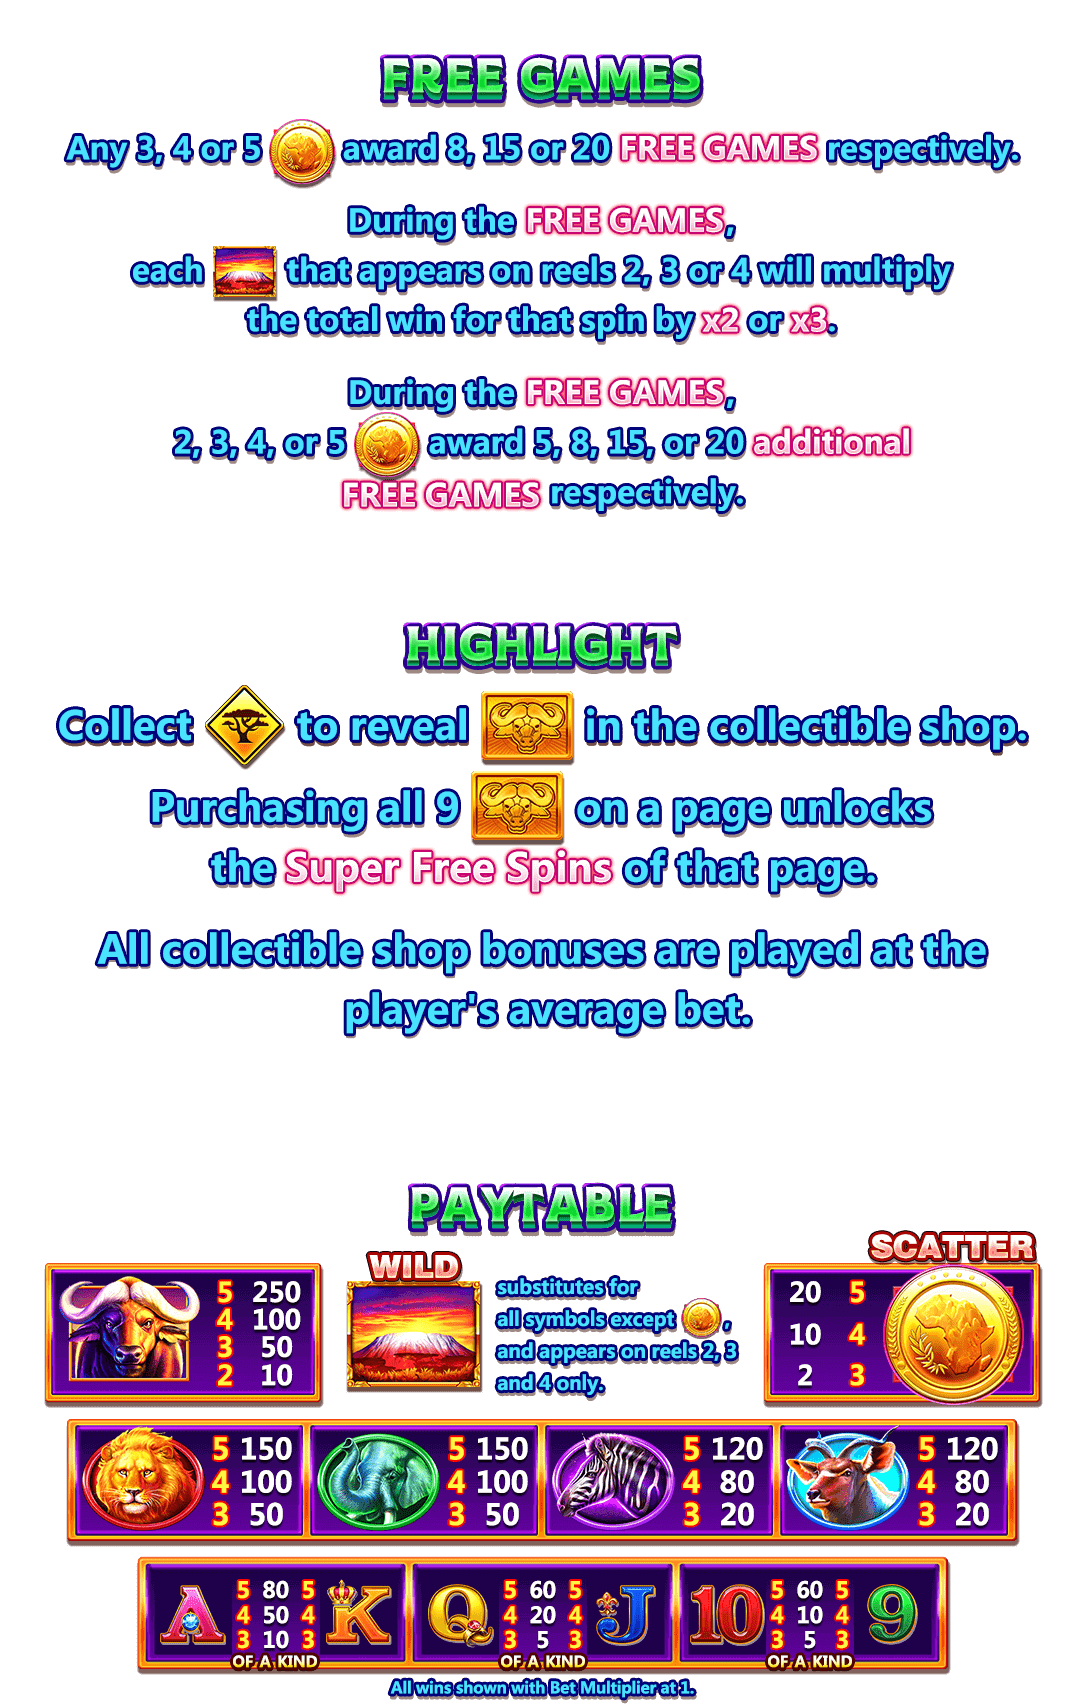 FREE GAMES
Any 3, 4 or 5 award 8, 15 or 20 FREE GAMES respectively.
During the FREE GAMES,
each that appears on reels 2, 3 or 4 will multiply
the total win for that spin by x2 or x3.
During the FREE GAMES,
2, 3, 4, or 5 award 5, 8, 15, or 20 additional
FREE GAMES respectively.
HIGHLIGHT
Collect to reveal in the collectible shop.
Purchasing all 9 on a page unlocks
the Super Free Spins of that page.
All collectible shop bonuses are played at the
player's average bet.
PAYTABLE
5 250
4 100
3 50
2 10
WILD
substitutes for
all symbols except ,
and appears on reels 2, 3
and 4 only.
SCATTER
20 5
10 4
2 3
5 150
4 100
3 50
5 150
4 100
3 50
5 120
4 80
3 20
5 120
4 80
3 20
A
5 80 5
4 50 4
3 10 3
K
OF A KIND
Q
5 60 5
4 20 4
3 5 3
J
OF A KIND
10
5 60 5
4 10 4
3 5 3
9
OF A KIND
All wins shown with Bet Multiplier at 1.